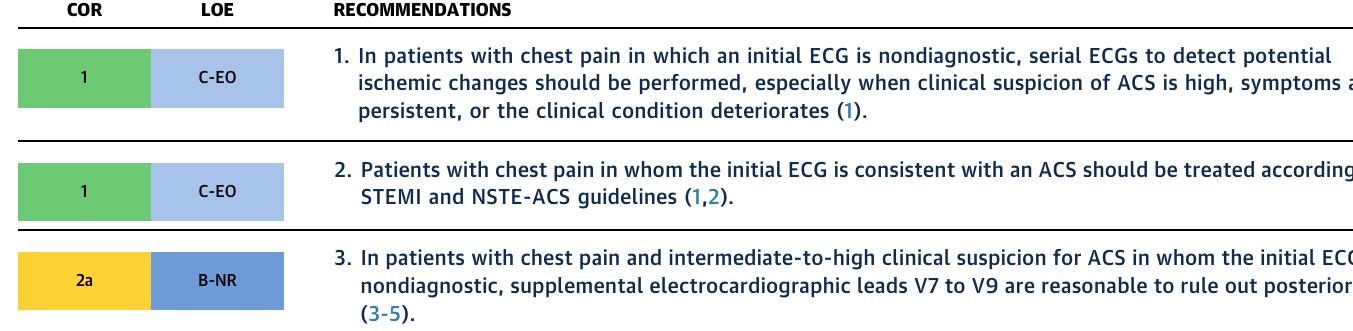 COR LOE RECOMMENDATIONS
1 C-EO 1. In patients with chest pain in which an initial ECG is nondiagnostic, serial ECGs to detect potential
ischemic changes should be performed, especially when clinical suspicion of ACS is high, symptoms
persistent, or the clinical condition deteriorates (1).
1 C-EO 2. Patients with chest pain in whom the initial ECG is consistent with an ACS should be treated according
STEMI and NSTE-ACS guidelines (1,2).
2a B-NR 3. In patients with chest pain and intermediate-to-high clinical suspicion for ACS in whom the initial ECG
nondiagnostic, supplemental electrocardiographic leads V7 to V9 are reasonable to rule out posterior
(3-5).